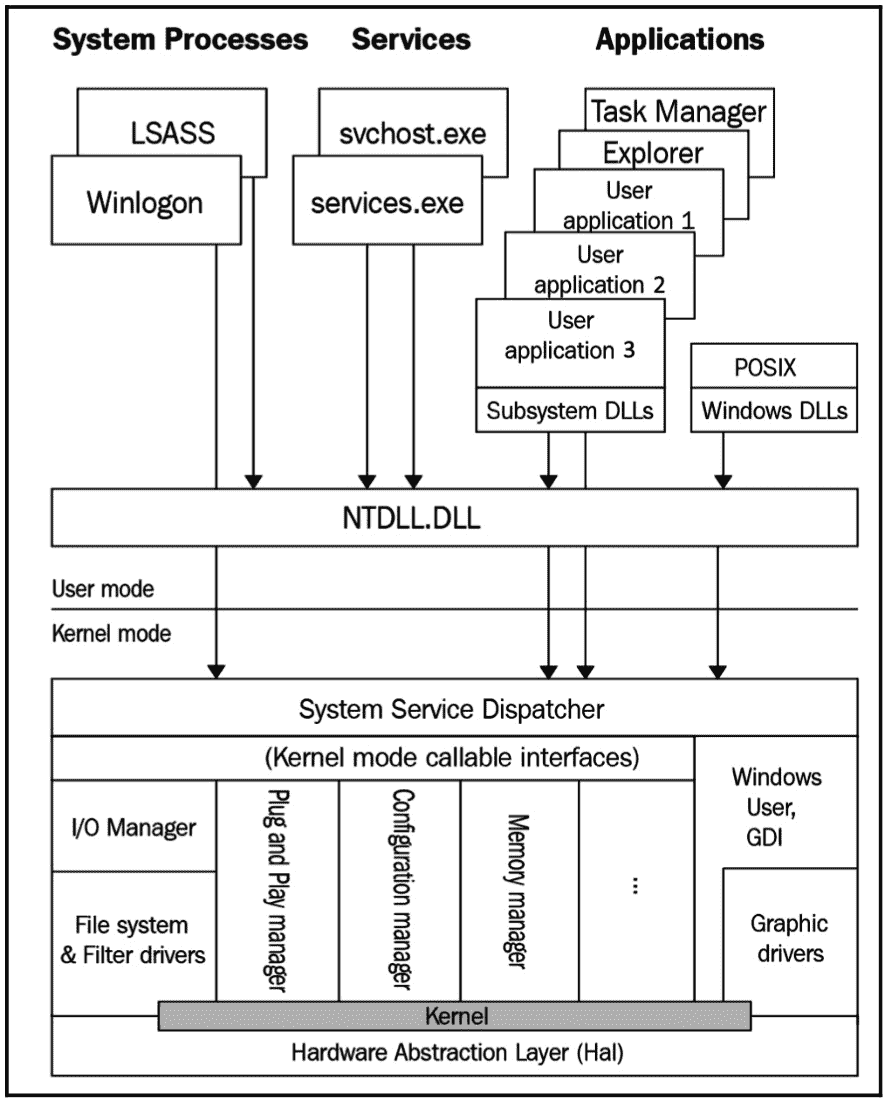 System Processes
Services
Applications
LSASS
Winlogon
svchost.exe
services.exe
Task Manager
Explorer
User
application 1
User
application 2
User
application 3
Subsystem DLLs
POSIX
Windows DLLs
NTDLL.DLL
User mode
Kernel mode
System Service Dispatcher
(Kernel mode callable interfaces)
I/O Manager
File system
& Filter drivers
Plug and Play manager
Configuration manager
Memory manager
...
Windows
User,
GDI
Graphic
drivers
Kernel
Hardware Abstraction Layer (Hal)